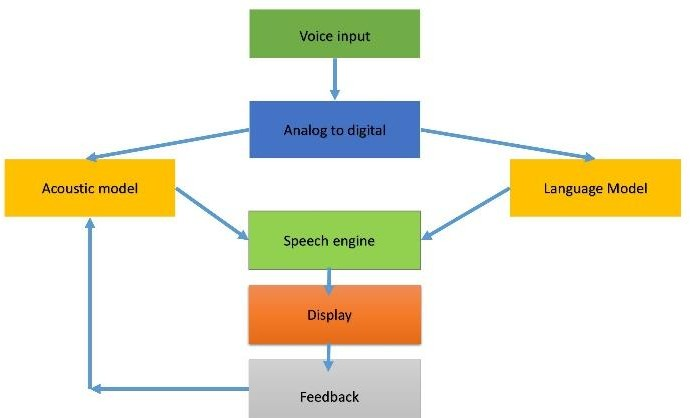 Voice input
Analog to digital
Acoustic model
Language Model
Speech engine
Display
Feedback